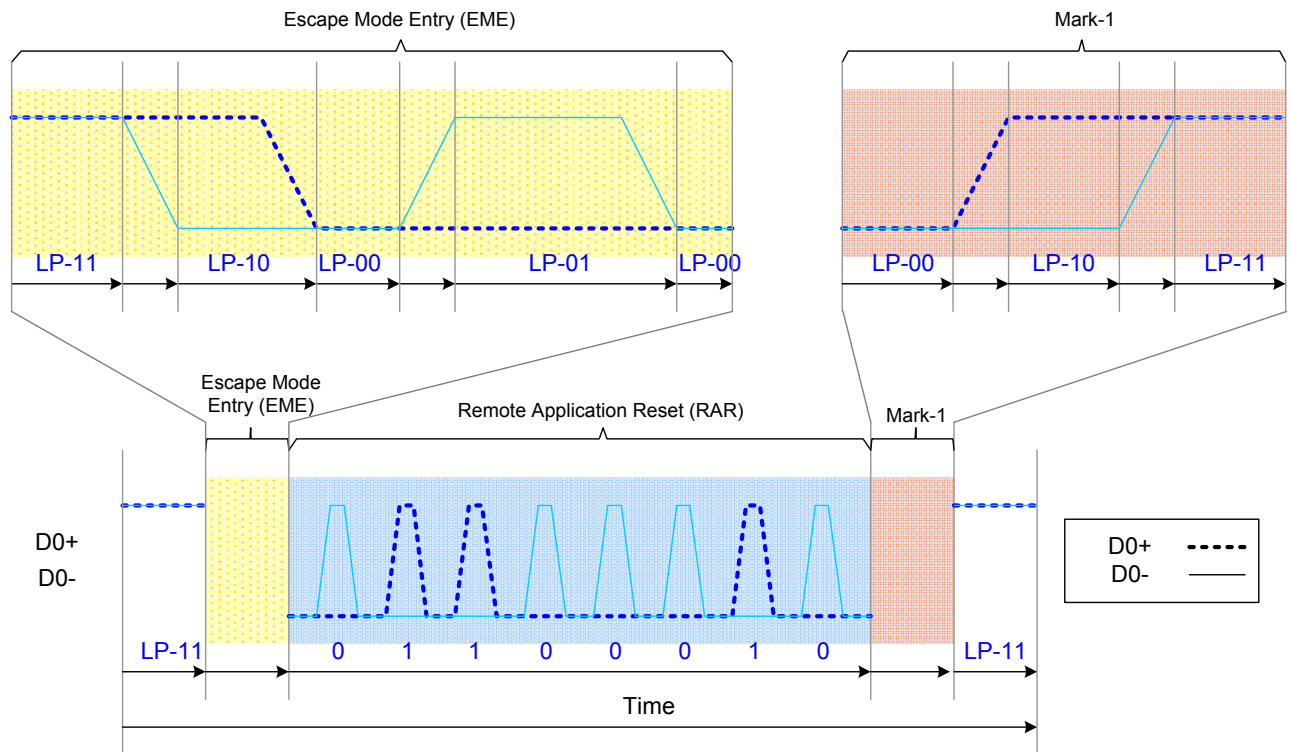 Escape Mode Entry (EME)
Mark-1
LP-11 LP-10 LP-00 LP-01 LP-00
LP-00 LP-10 LP-11
Escape Mode
Entry (EME)
Remote Application Reset (RAR)
Mark-1
D0+
D0-
D0+
D0-
LP-11 0 1 1 0 0 0 1 0 LP-11
Time